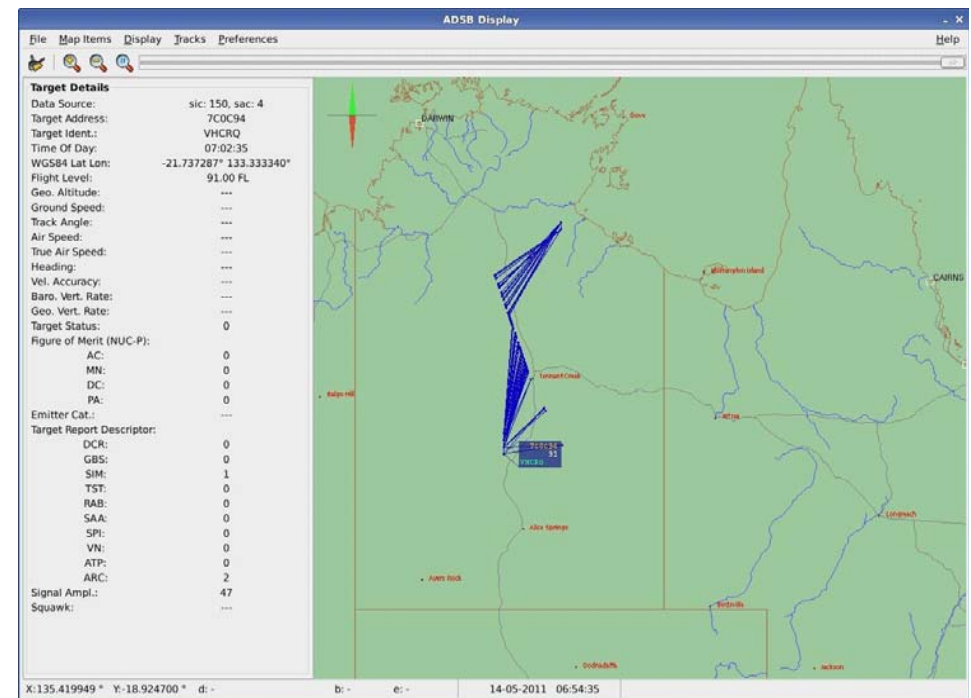 ADSB Display
File Map Items Display Tracks Preferences Help
Target Details
Data Source: sic: 150, sac: 4
Target Address: 7C0C94
Target Ident.: VHCRQ
Time Of Day: 07:02:35
WGS84 Lat Lon: -21.737287° 133.333340°
Flight Level: 91.00 FL
Geo. Altitude: ---
Ground Speed: ---
Track Angle: ---
Air Speed: ---
True Air Speed: ---
Heading: ---
Vel. Accuracy: ---
Baro. Vert. Rate: ---
Geo. Vert. Rate: ---
Target Status: 0
Figure of Merit (NUC-P):
AC: 0
MN: 0
DC: 0
PA: 0
Emitter Cat.: ---
Target Report Descriptor:
DCR: 0
GBS: 0
SIM: 1
TST: 0
RAB: 0
SAA: 0
SPI: 0
VN: 0
ATP: 0
ARC: 2
Signal Ampl.: 47
Squawk: ---
DARWIN
Gove
CAIRNS
Tennant Creek
7C0C94
91
VHCRQ
Longreach
Alice Springs
Ayers Rock
Birdsville
X:135.419949 ° Y:-18.924700 ° d: - b: - e: - 14-05-2011 06:54:35